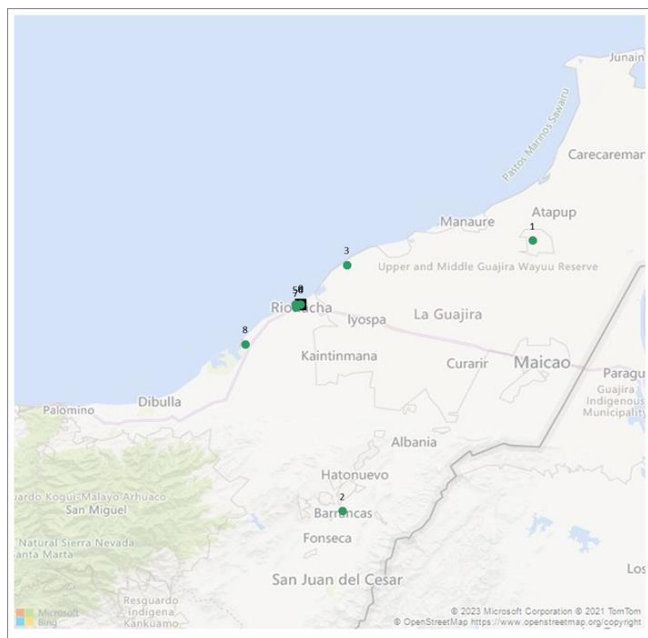 Junain
Pastos Marinos Sawairu
Carecaremar
Atapup
Manaure
1
3
Upper and Middle Guajira Wayuu Reserve
La Guajira
Iyospa
8
Kaintinmana
Curarir
Maicao
Paragu
Guajira
Indigenous
Municipality
Dibulla
Palomino
Albania
Hatonuevo
uardo Kogui-Malayo Arhuaco
San Miguel
2
Barrancas
Fonseca
Natural Sierra Nevada
anta Marta
Los
San Juan del Cesar
Resguardo
Indígena
Kankuamo
Microsoft
Bing
© 2023 Microsoft Corporation © 2021 TomTom
© OpenStreetMap https://www.openstreetmap.org/copyright